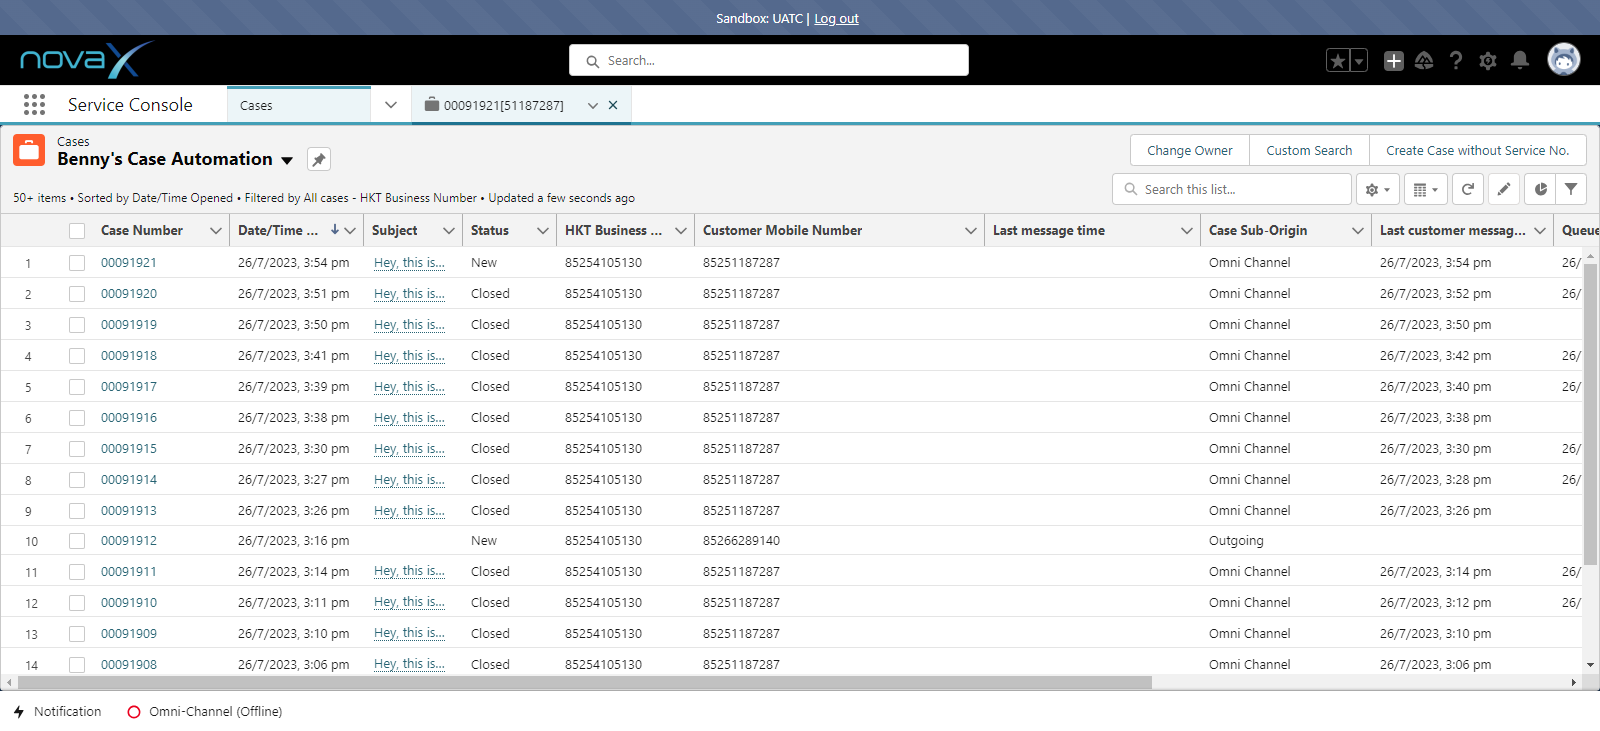 Sandbox: UATC | Log out
novaX
Search...
Service Console
Cases
00091921[51187287]
Cases
Benny's Case Automation
Change Owner
Custom Search
Create Case without Service No.
50+ items • Sorted by Date/Time Opened • Filtered by All cases - HKT Business Number • Updated a few seconds ago
Search this list...
Case Number Date/Time ... Subject Status HKT Business ... Customer Mobile Number Last message time Case Sub-Origin Last customer messag... Queue
1 00091921 26/7/2023, 3:54 pm Hey, this is... New 85254105130 85251187287 Omni Channel 26/7/2023, 3:54 pm 26/
2 00091920 26/7/2023, 3:51 pm Hey, this is... Closed 85254105130 85251187287 Omni Channel 26/7/2023, 3:52 pm 26/
3 00091919 26/7/2023, 3:50 pm Hey, this is... Closed 85254105130 85251187287 Omni Channel 26/7/2023, 3:50 pm
4 00091918 26/7/2023, 3:41 pm Hey, this is... Closed 85254105130 85251187287 Omni Channel 26/7/2023, 3:42 pm 26/
5 00091917 26/7/2023, 3:39 pm Hey, this is... Closed 85254105130 85251187287 Omni Channel 26/7/2023, 3:40 pm 26/
6 00091916 26/7/2023, 3:38 pm Hey, this is... Closed 85254105130 85251187287 Omni Channel 26/7/2023, 3:38 pm
7 00091915 26/7/2023, 3:30 pm Hey, this is... Closed 85254105130 85251187287 Omni Channel 26/7/2023, 3:30 pm 26/
8 00091914 26/7/2023, 3:27 pm Hey, this is... Closed 85254105130 85251187287 Omni Channel 26/7/2023, 3:28 pm 26/
9 00091913 26/7/2023, 3:26 pm Hey, this is... Closed 85254105130 85251187287 Omni Channel 26/7/2023, 3:26 pm
10 00091912 26/7/2023, 3:16 pm New 85254105130 85266289140 Outgoing
11 00091911 26/7/2023, 3:14 pm Hey, this is... Closed 85254105130 85251187287 Omni Channel 26/7/2023, 3:14 pm 26/
12 00091910 26/7/2023, 3:11 pm Hey, this is... Closed 85254105130 85251187287 Omni Channel 26/7/2023, 3:12 pm 26/
13 00091909 26/7/2023, 3:10 pm Hey, this is... Closed 85254105130 85251187287 Omni Channel 26/7/2023, 3:10 pm
14 00091908 26/7/2023, 3:06 pm Hey, this is... Closed 85254105130 85251187287 Omni Channel 26/7/2023, 3:06 pm
Notification
Omni-Channel (Offline)